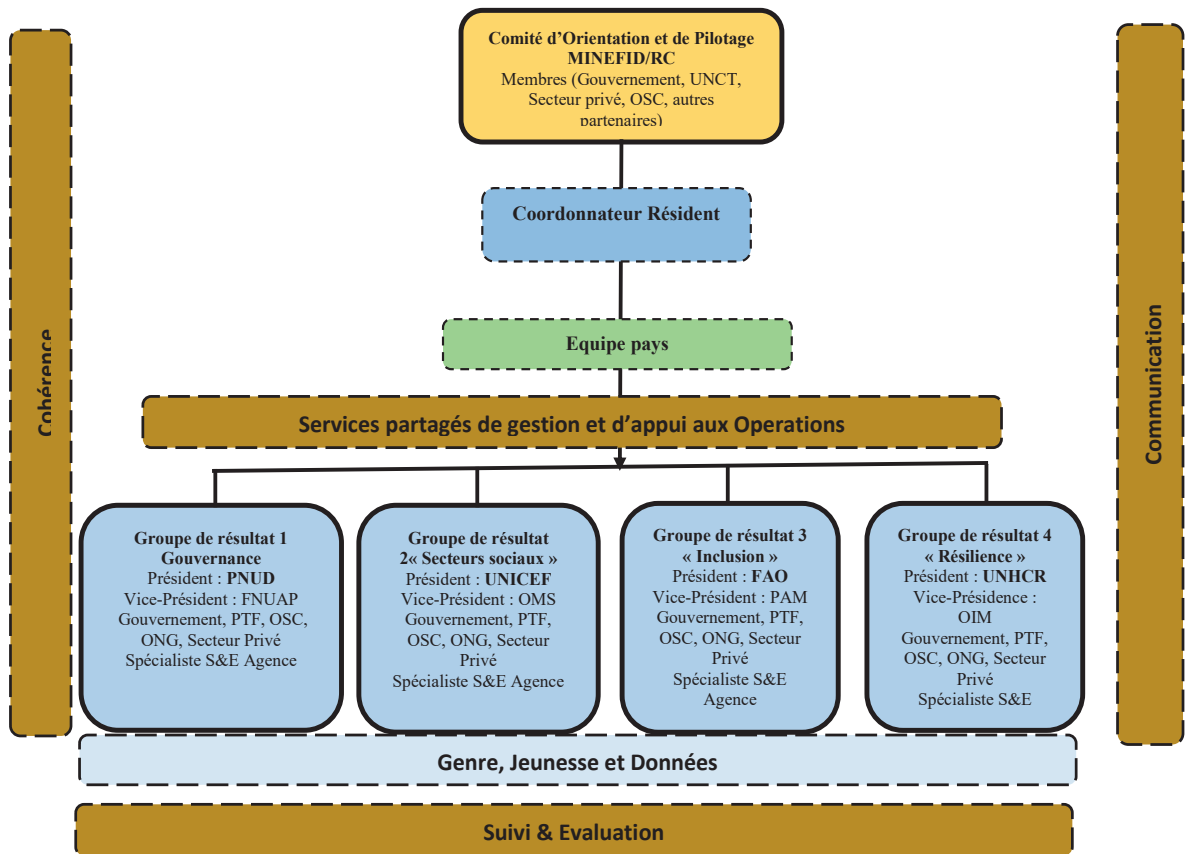 Comité d'Orientation et de Pilotage
MINEFID/RC
Membres (Gouvernement, UNCT,
Secteur privé, OSC, autres
partenaires)
Coordonnateur Résident
Equipe pays
Services partagés de gestion et d'appui aux Operations
Cohérence
Communication
Groupe de résultat 1
Gouvernance
Président : PNUD
Vice-Président : FNUAP
Gouvernement, PTF, OSC,
ONG, Secteur Privé
Spécialiste S&E Agence
Groupe de résultat
2« Secteurs sociaux »
Président : UNICEF
Vice-Président : OMS
Gouvernement, PTF,
OSC, ONG, Secteur
Privé
Spécialiste S&E Agence
Groupe de résultat 3
« Inclusion »
Président : FAO
Vice-Président : PAM
Gouvernement, PTF,
OSC, ONG, Secteur
Privé
Spécialiste S&E
Agence
Groupe de résultat 4
« Résilience »
Président : UNHCR
Vice-Présidence :
OIM
Gouvernement, PTF,
OSC, ONG, Secteur
Privé
Spécialiste S&E
Genre, Jeunesse et Données
Suivi & Evaluation